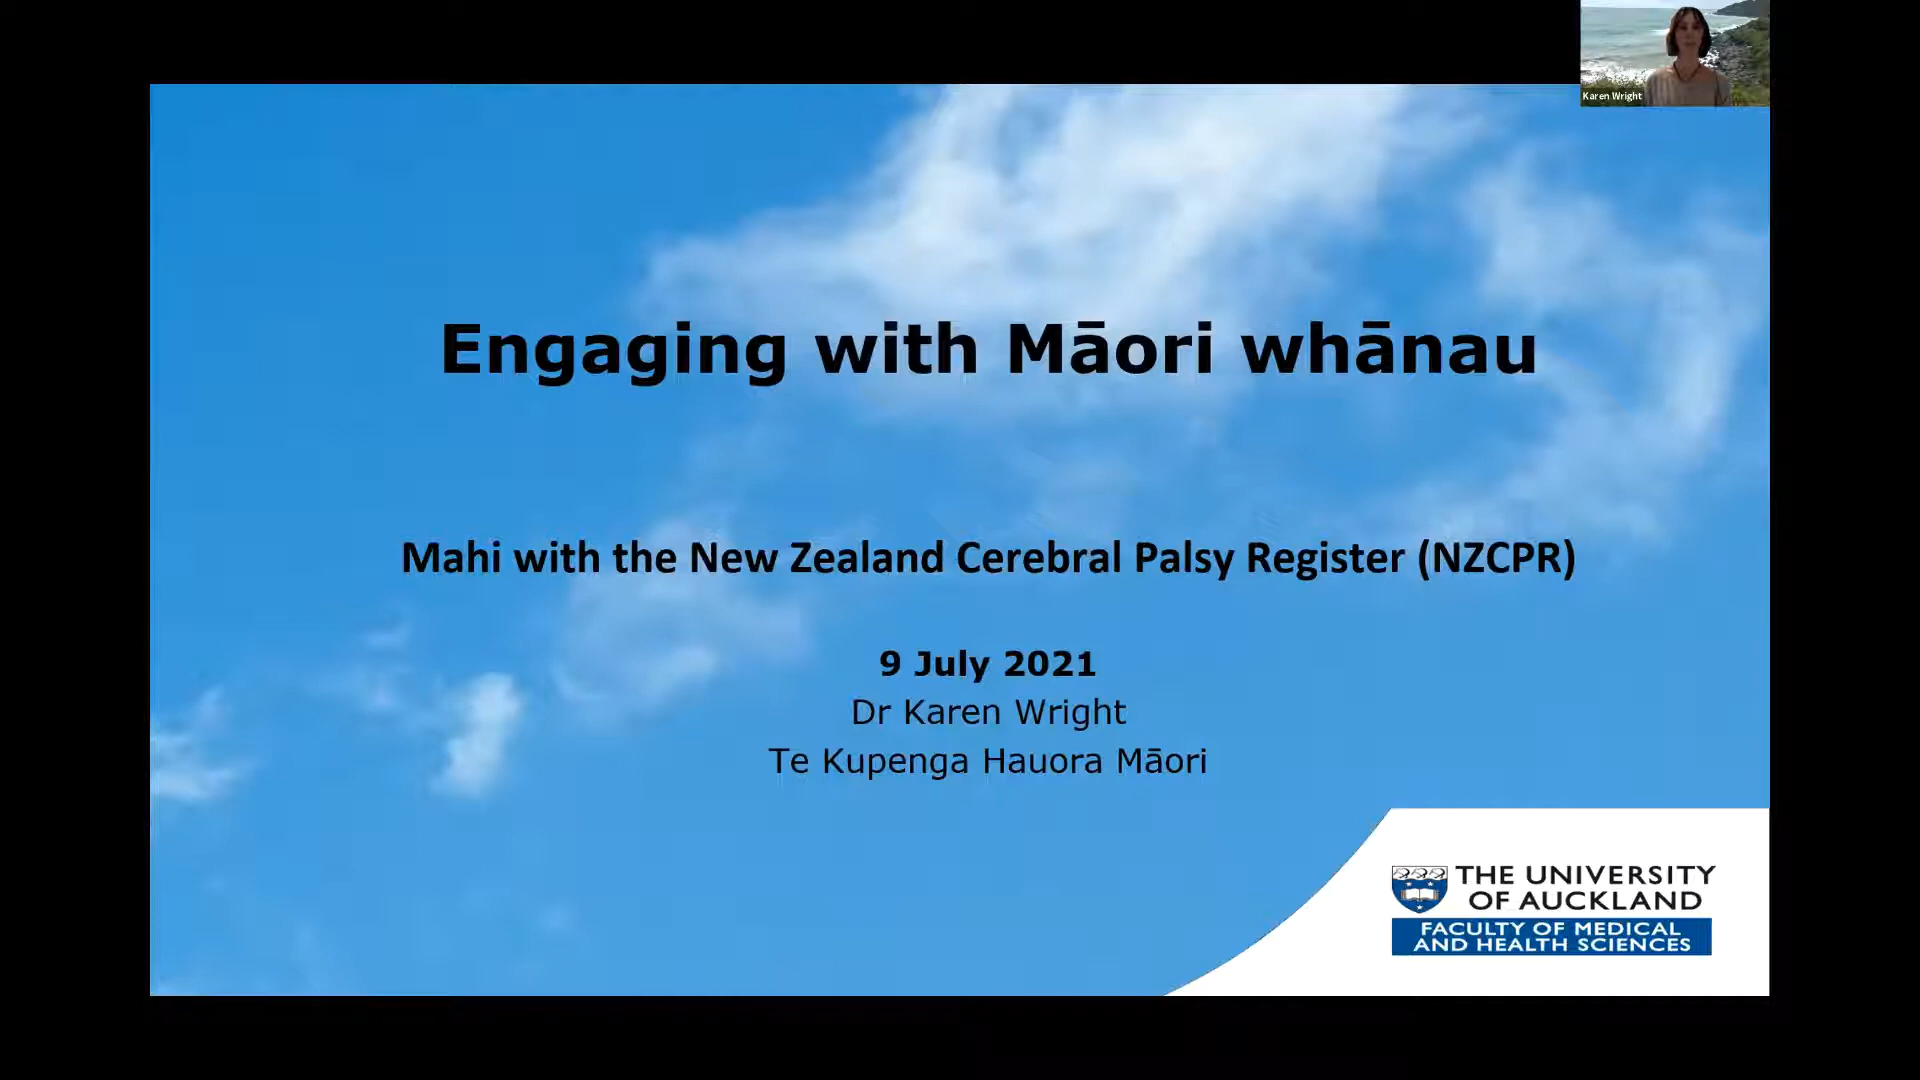 Karen Wright
Engaging with Māori whānau
Mahi with the New Zealand Cerebral Palsy Register (NZCPR)
9 July 2021
Dr Karen Wright
Te Kupenga Hauora Māori
THE UNIVERSITY
OF AUCKLAND
FACULTY OF MEDICAL
AND HEALTH SCIENCES